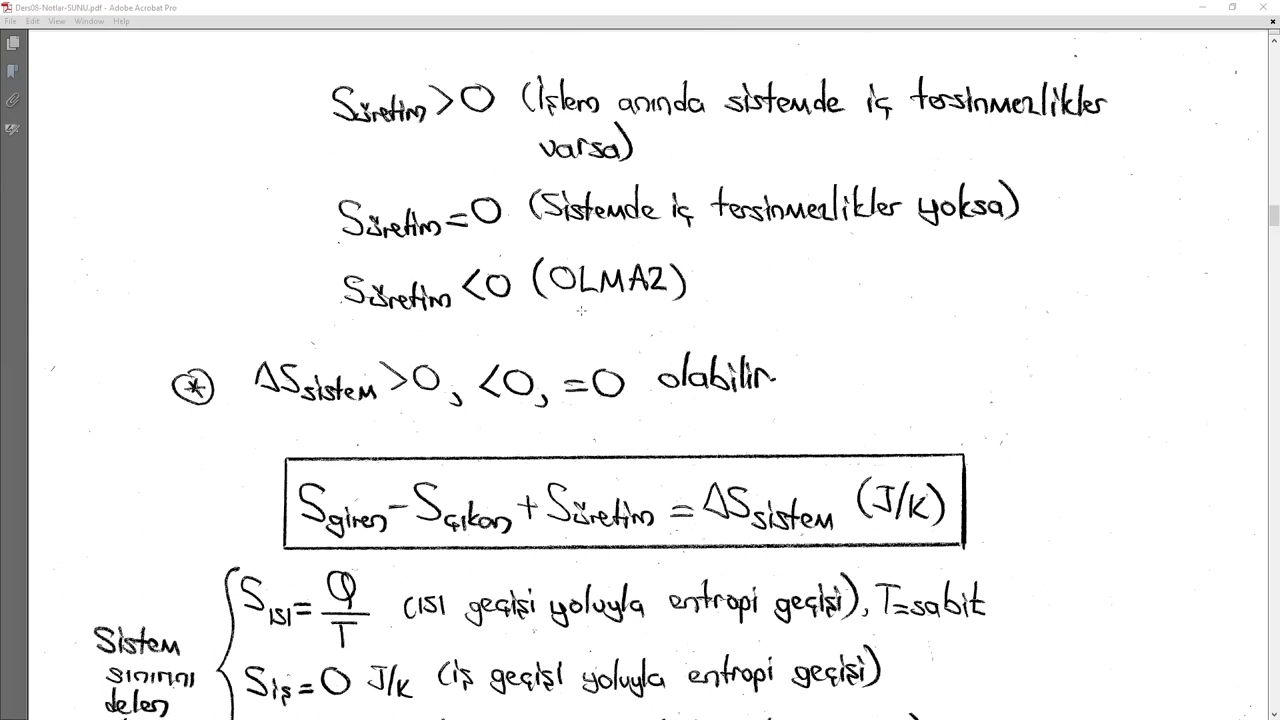 Ders08-Notlar-SUNU.pdf - Adobe Acrobat Pro
File Edit View Window Help
Süretim > 0 (İşlem anında sistemde iç tersinmezlikler
varsa)
Süretim = 0 (Sistemde iç tersinmezlikler yoksa)
Süretim < 0 (OLMAZ)
* ΔSsistem > 0, < 0, = 0 olabilir
Sgiren - Sçıkan + Süretim = ΔSsistem (J/K)
Sısı = Q/T (ısı geçişi yoluyla entropi geçişi), T=sabit
Sistem
sınırını
delen
Siş = 0 J/K (iş geçişi yoluyla entropi geçişi)